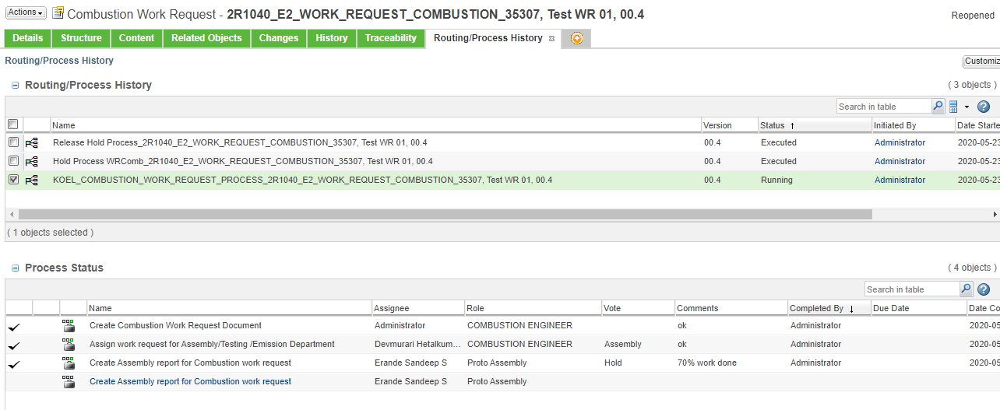 Actions
Combustion Work Request - 2R1040_E2_WORK_REQUEST_COMBUSTION_35307, Test WR 01, 00.4
Reopened
Details Structure Content Related Objects Changes History Traceability Routing/Process History
Routing/Process History
Customiz
Routing/Process History
( 3 objects )
Search in table
Name Version Status Initiated By Date Starte
Release Hold Process_2R1040_E2_WORK_REQUEST_COMBUSTION_35307, Test WR 01, 00.4 00.4 Executed Administrator 2020-05-23
Hold Process WRComb_2R1040_E2_WORK_REQUEST_COMBUSTION_35307, Test WR 01, 00.4 00.4 Executed Administrator 2020-05-23
KOEL_COMBUSTION_WORK_REQUEST_PROCESS_2R1040_E2_WORK_REQUEST_COMBUSTION_35307, Test WR 01, 00.4 00.4 Running Administrator 2020-05-23
( 1 objects selected )
Process Status
( 4 objects )
Search in table
Name Assignee Role Vote Comments Completed By Due Date Date Co
Create Combustion Work Request Document Administrator COMBUSTION ENGINEER ok Administrator 2020-05
Assign work request for Assembly/Testing /Emission Department Devmurari Hetalkum... COMBUSTION ENGINEER Assembly ok Administrator 2020-05
Create Assembly report for Combustion work request Erande Sandeep S Proto Assembly Hold 70% work done Administrator 2020-05
Create Assembly report for Combustion work request Erande Sandeep S Proto Assembly